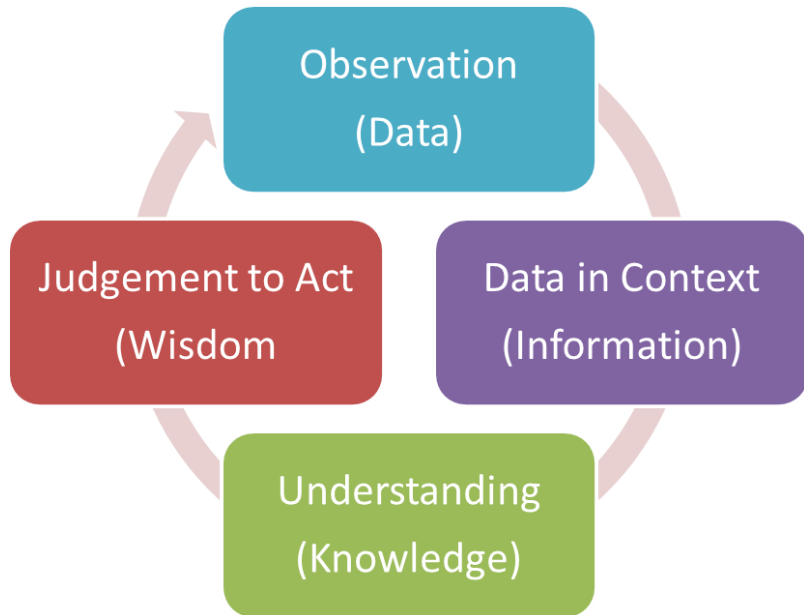 Observation
(Data)
Data in Context
(Information)
Understanding
(Knowledge)
Judgement to Act
(Wisdom